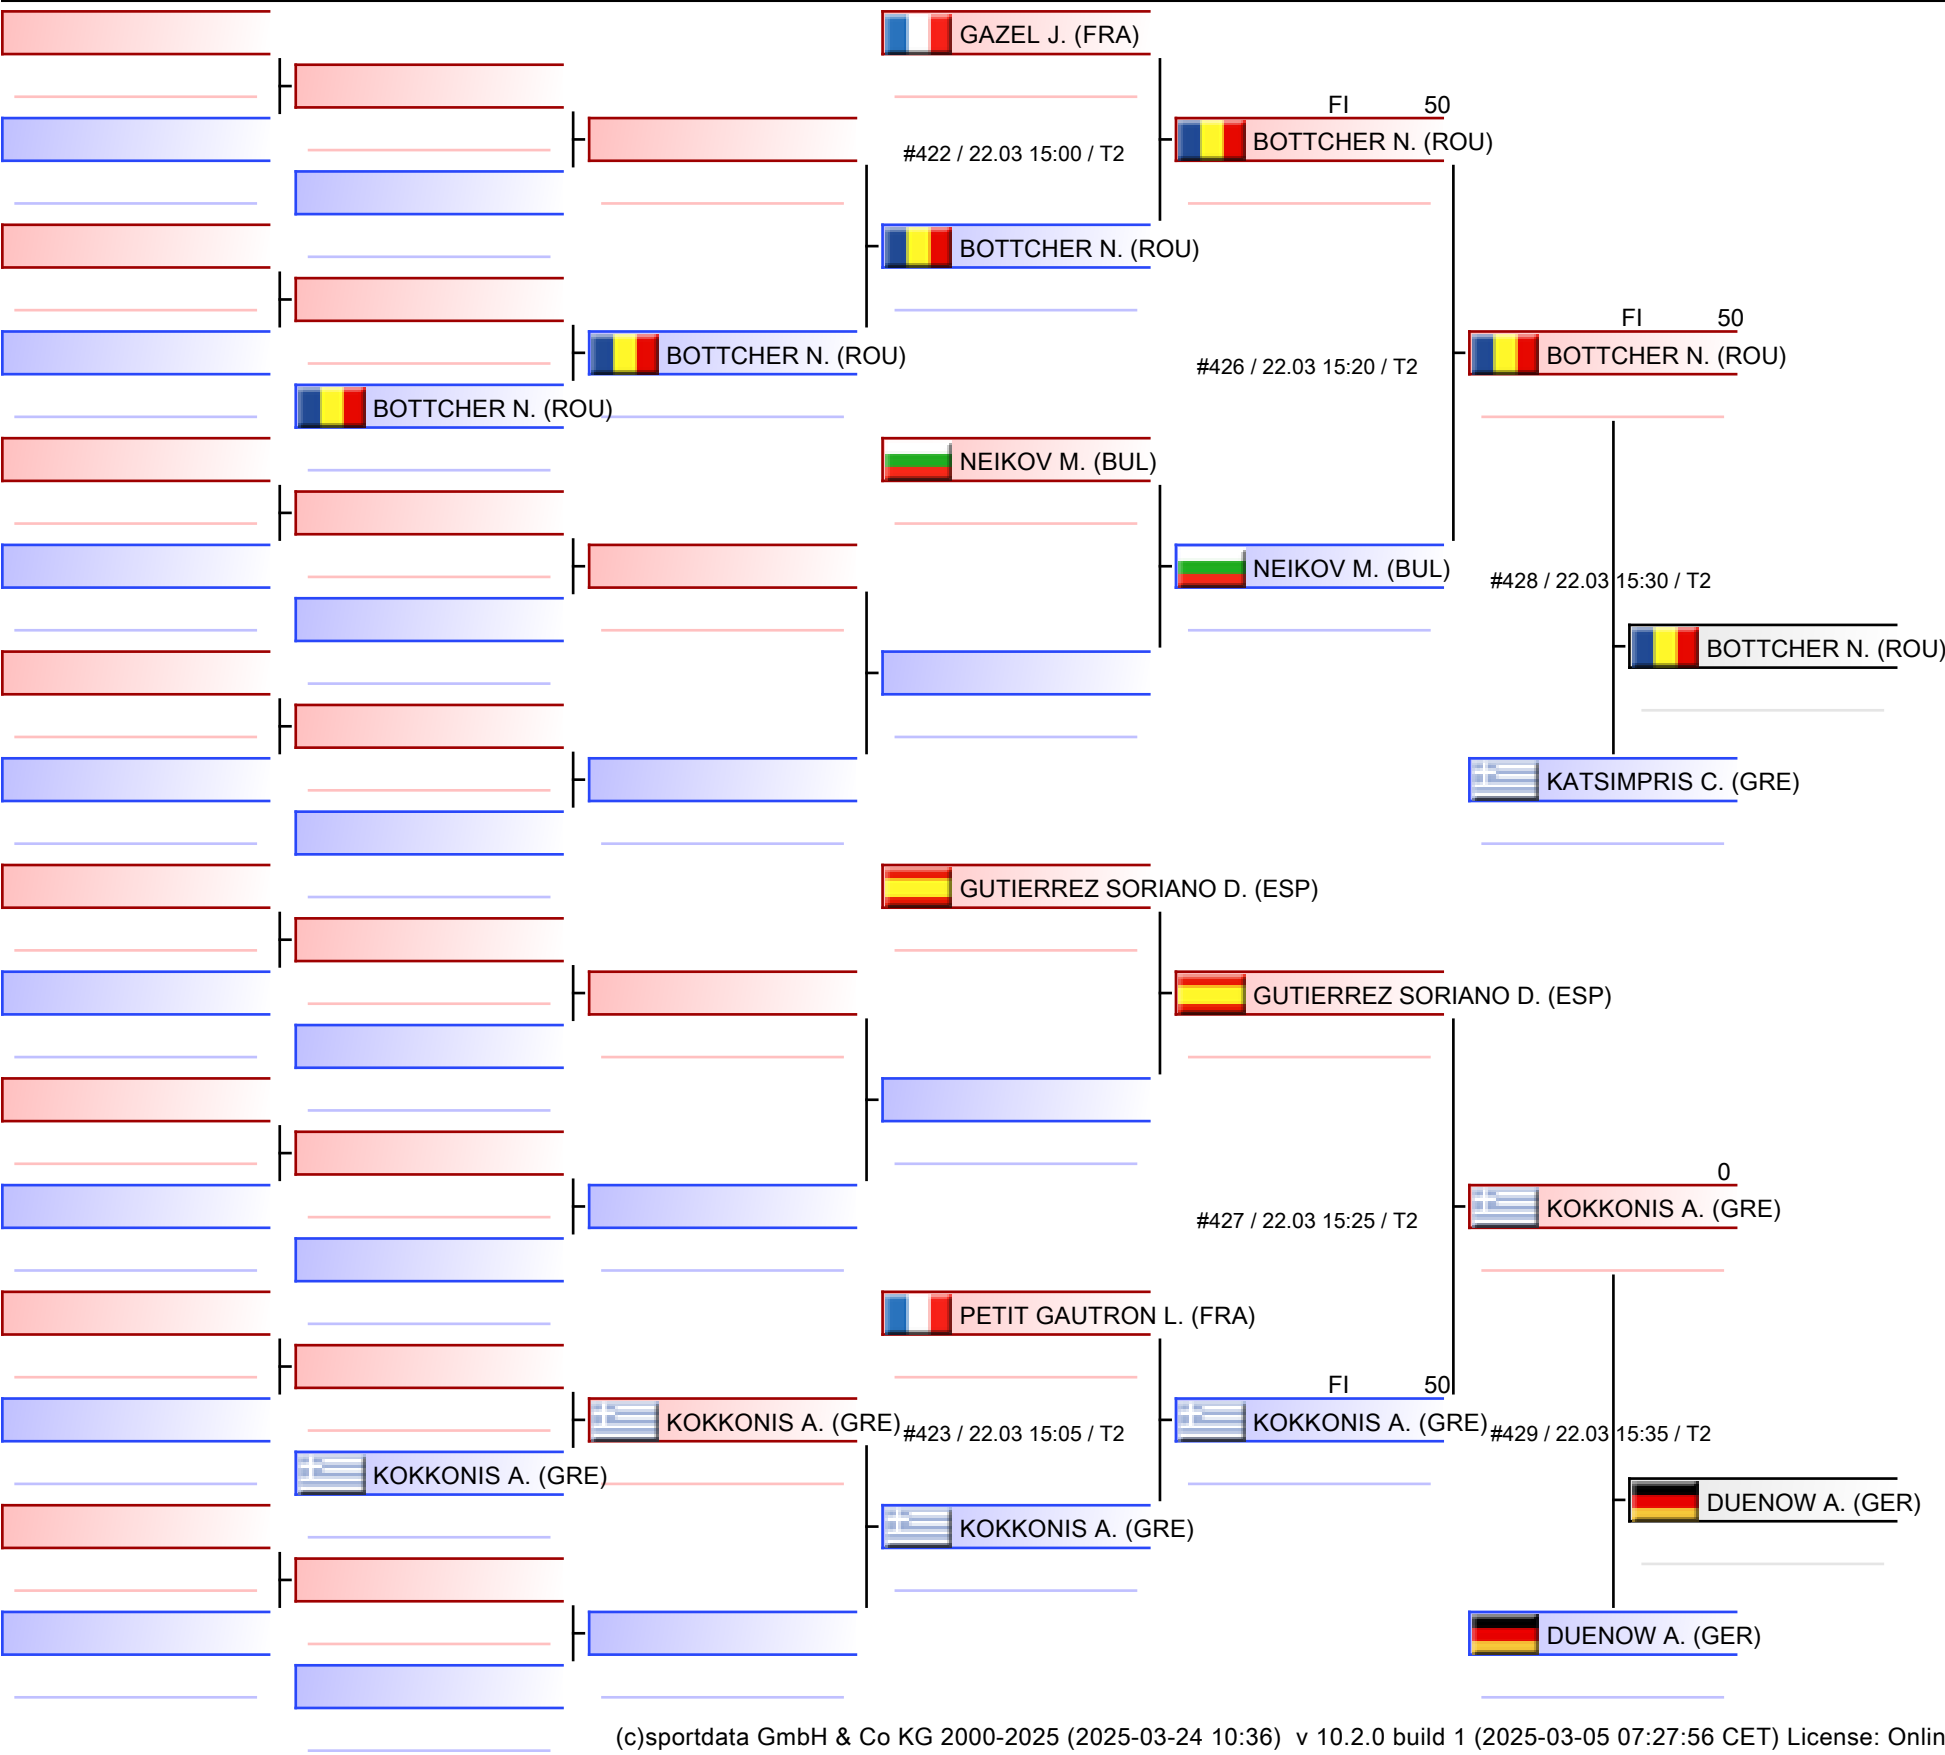 GAZEL J. (FRA)
FI 50
BOTTCHER N. (ROU)
#422 / 22.03 15:00 / T2
BOTTCHER N. (ROU)
FI 50
BOTTCHER N. (ROU)
BOTTCHER N. (ROU)
#426 / 22.03 15:20 / T2
BOTTCHER N. (ROU)
NEIKOV M. (BUL)
NEIKOV M. (BUL)
#428 / 22.03 15:30 / T2
BOTTCHER N. (ROU)
KATSIMPRIS C. (GRE)
GUTIERREZ SORIANO D. (ESP)
GUTIERREZ SORIANO D. (ESP)
0
KOKKONIS A. (GRE)
#427 / 22.03 15:25 / T2
PETIT GAUTRON L. (FRA)
FI 50
KOKKONIS A. (GRE)
#423 / 22.03 15:05 / T2
KOKKONIS A. (GRE)
#429 / 22.03 15:35 / T2
KOKKONIS A. (GRE)
DUENOW A. (GER)
KOKKONIS A. (GRE)
DUENOW A. (GER)
(c)sportdata GmbH & Co KG 2000-2025 (2025-03-24 10:36) v 10.2.0 build 1 (2025-03-05 07:27:56 CET) License: Onlin